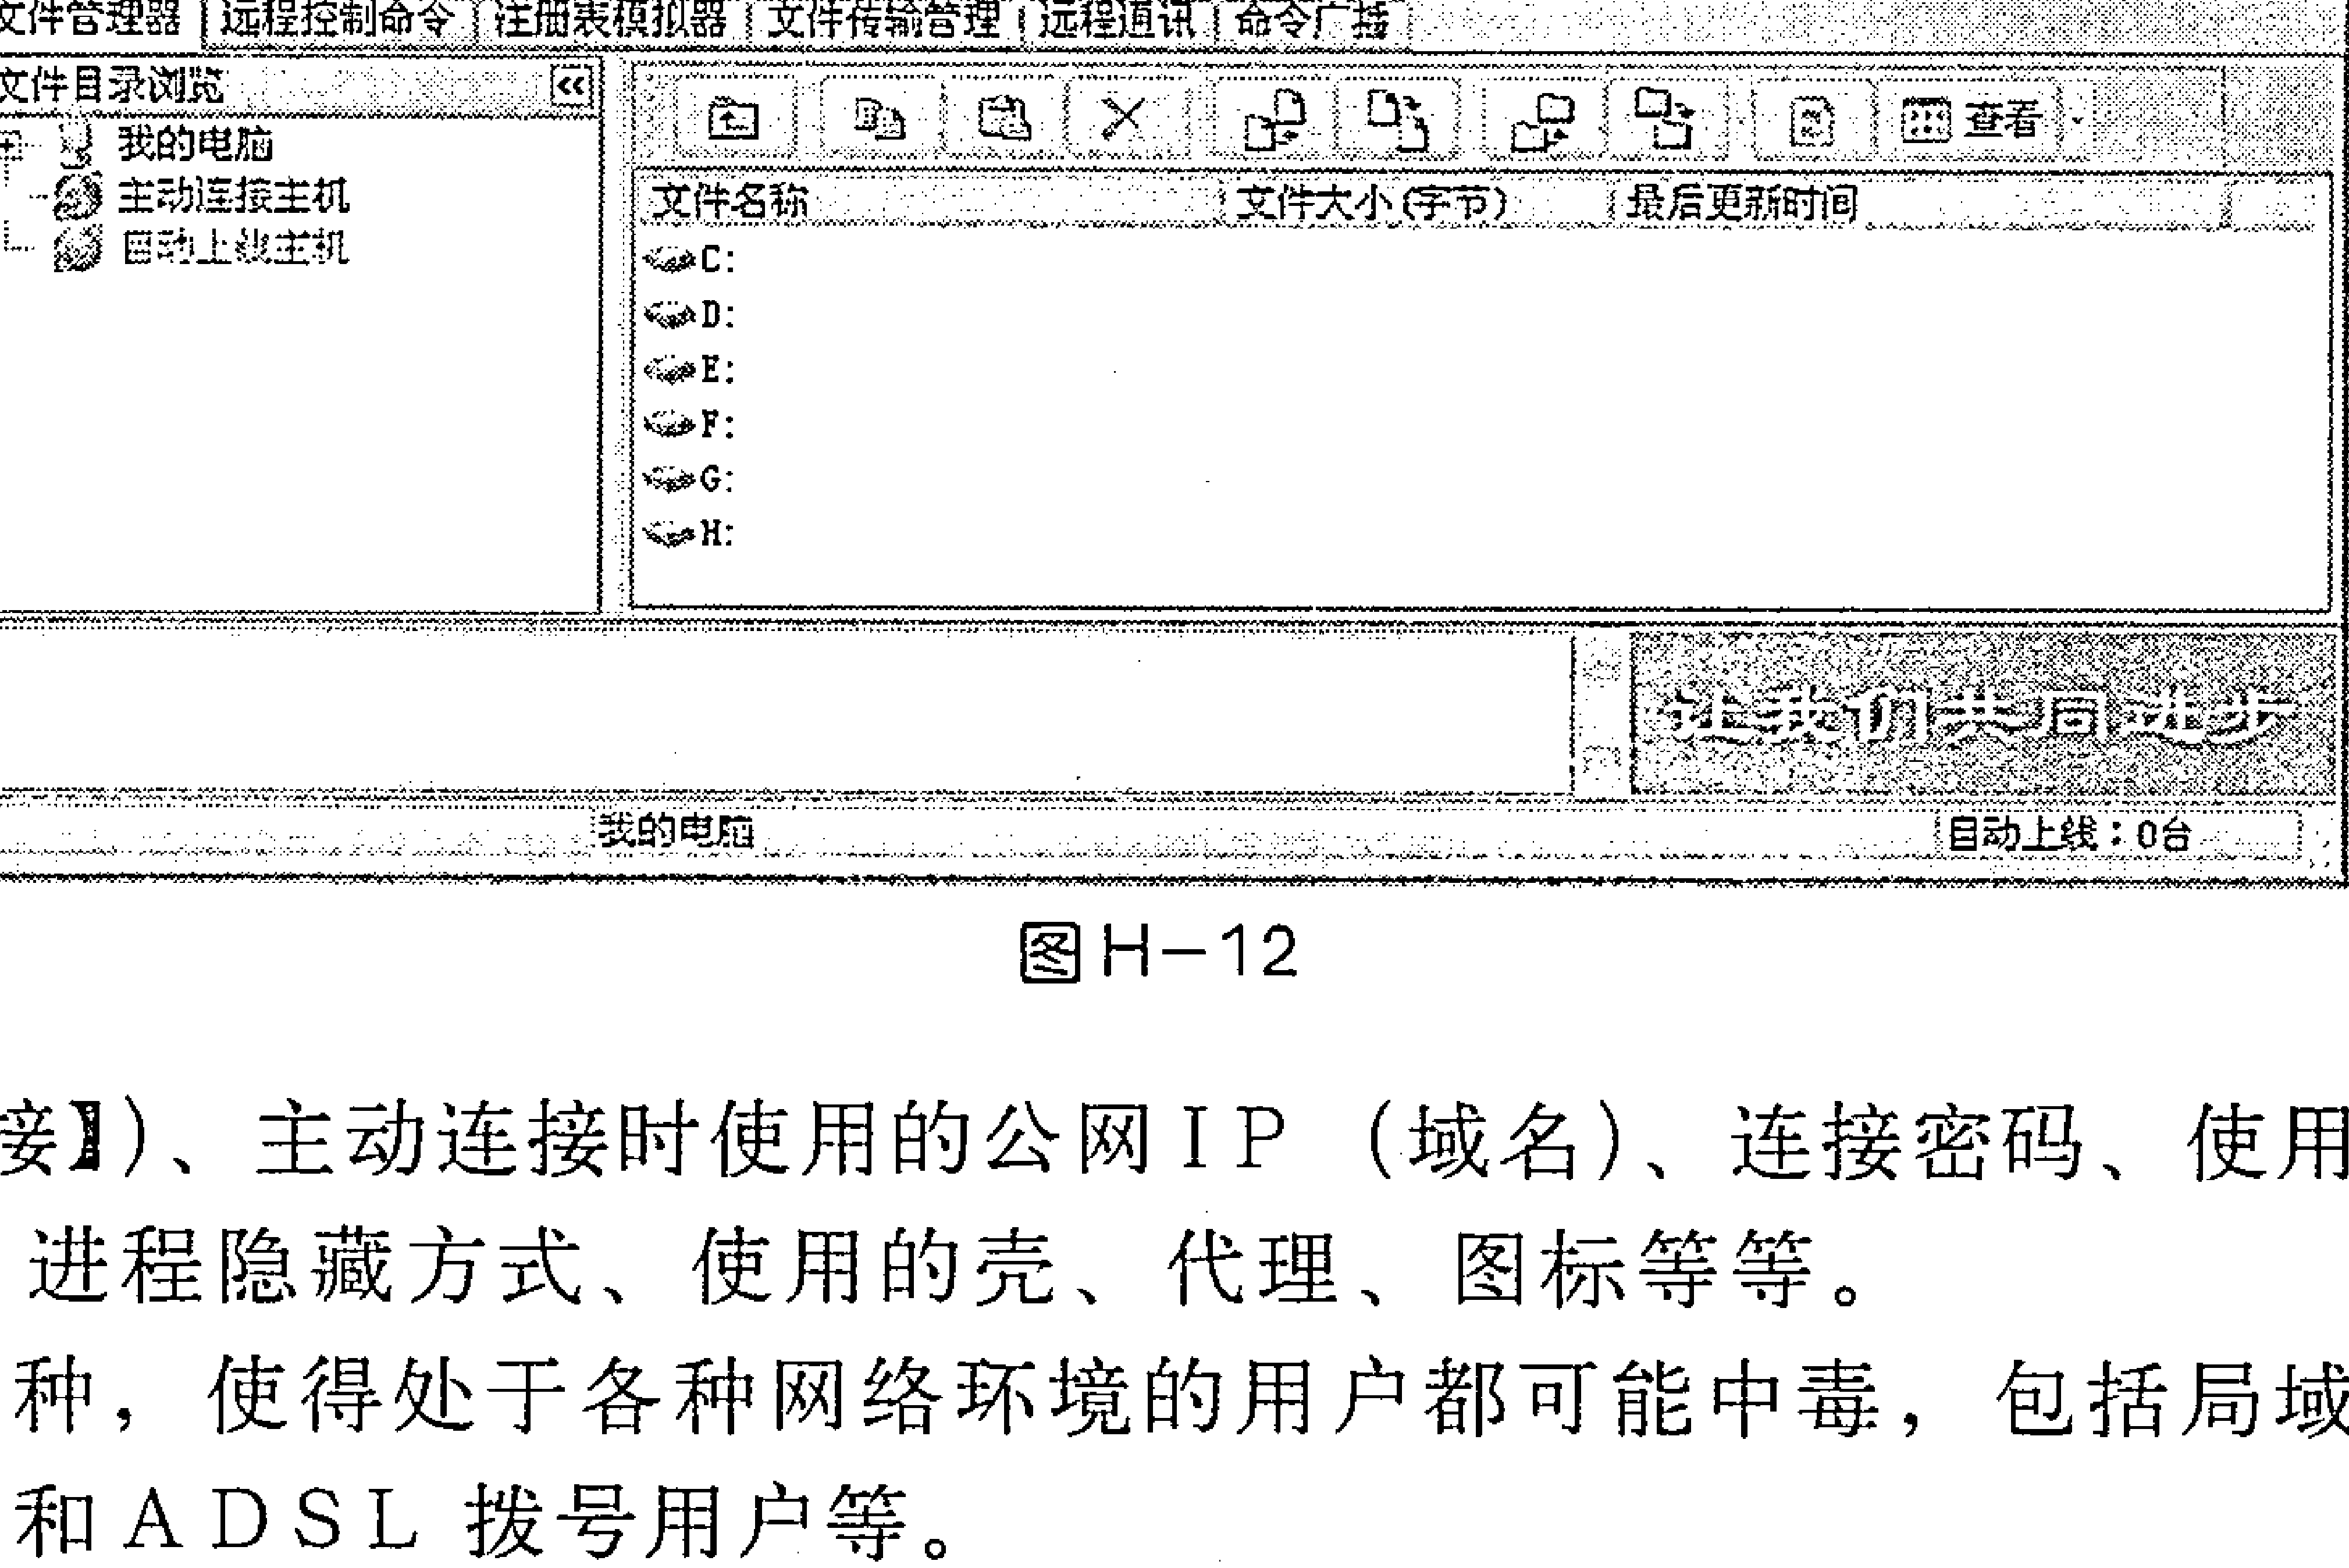 文件管理器 远程控制命令 注册表模拟器 文件传输管理 远程通讯 命令广播
文件目录浏览 «
查看
我的电脑
主动连接主机
自动上线主机
文件名称 文件大小(字节) 最后更新时间
C:
D:
E:
F:
G:
H:
让我们共同进步
我的电脑 自动上线：0台
图H-12
接】)、主动连接时使用的公网IP（域名）、连接密码、使用
进程隐藏方式、使用的壳、代理、图标等等。
种，使得处于各种网络环境的用户都可能中毒，包括局域
和ADSL 拨号用户等。